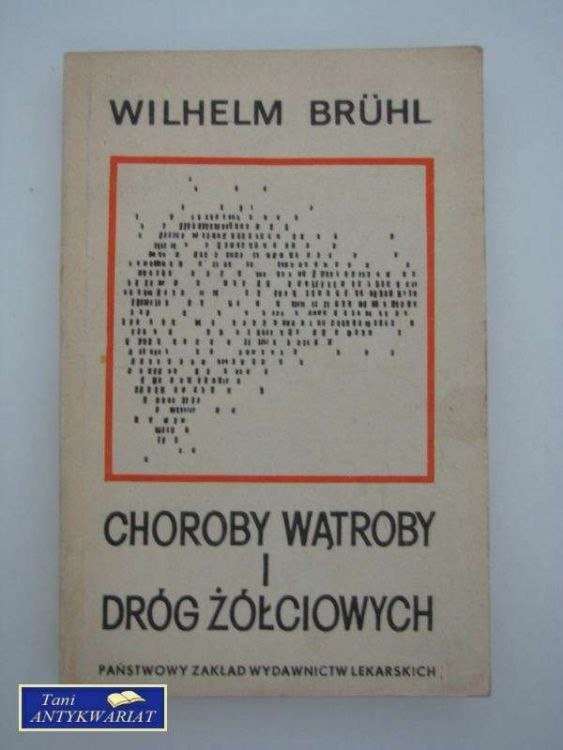 WILHELM BRÜHL
CHOROBY WĄTROBY
I
DRÓG ŻÓŁCIOWYCH
PAŃSTWOWY ZAKŁAD WYDAWNICTW LEKARSKICH
Tani
ANTYKWARIAT